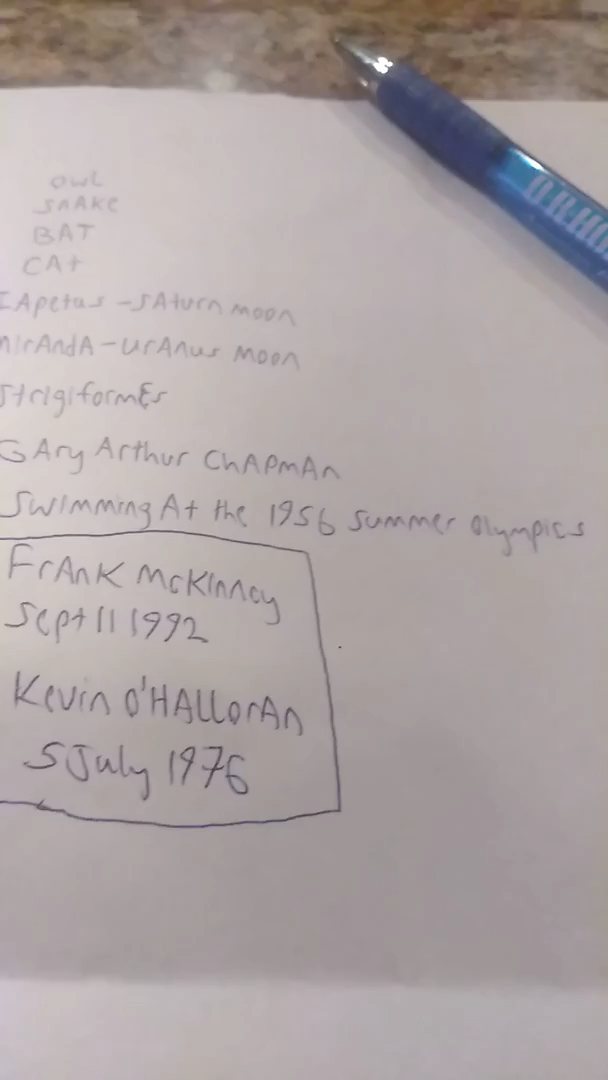 OWL
SnAKe
BAT
CAt
IApetus - SAturn moon
mirAndA - UrAnus Moon
StrigiformEs
GAry Arthur ChAPmAn
Swimming At the 1956 Summer Olympics
FrAnK McKinney
Sept 11 1992
Kevin O'HALLorAn
5 July 1976